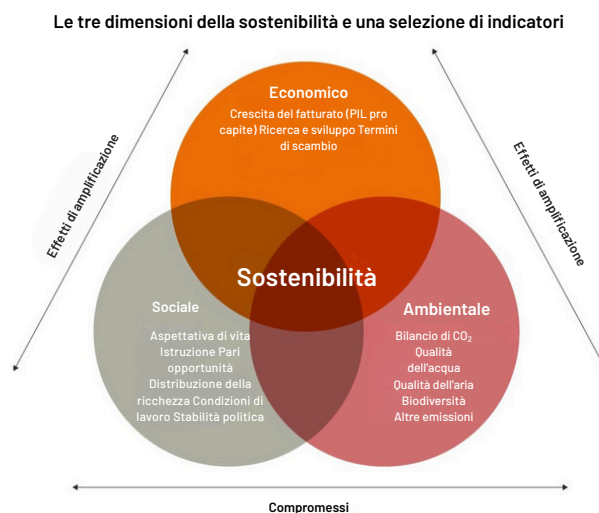 Le tre dimensioni della sostenibilità e una selezione di indicatori
Economico
Crescita del fatturato (PIL pro
capite) Ricerca e sviluppo Termini
di scambio
Effetti di amplificazione
Effetti di amplificazione
Sostenibilità
Sociale
Aspettativa di vita
Istruzione Pari
opportunità
Distribuzione della
ricchezza Condizioni di
lavoro Stabilità politica
Ambientale
Bilancio di CO₂
Qualità
dell'acqua
Qualità dell'aria
Biodiversità
Altre emissioni
Compromessi